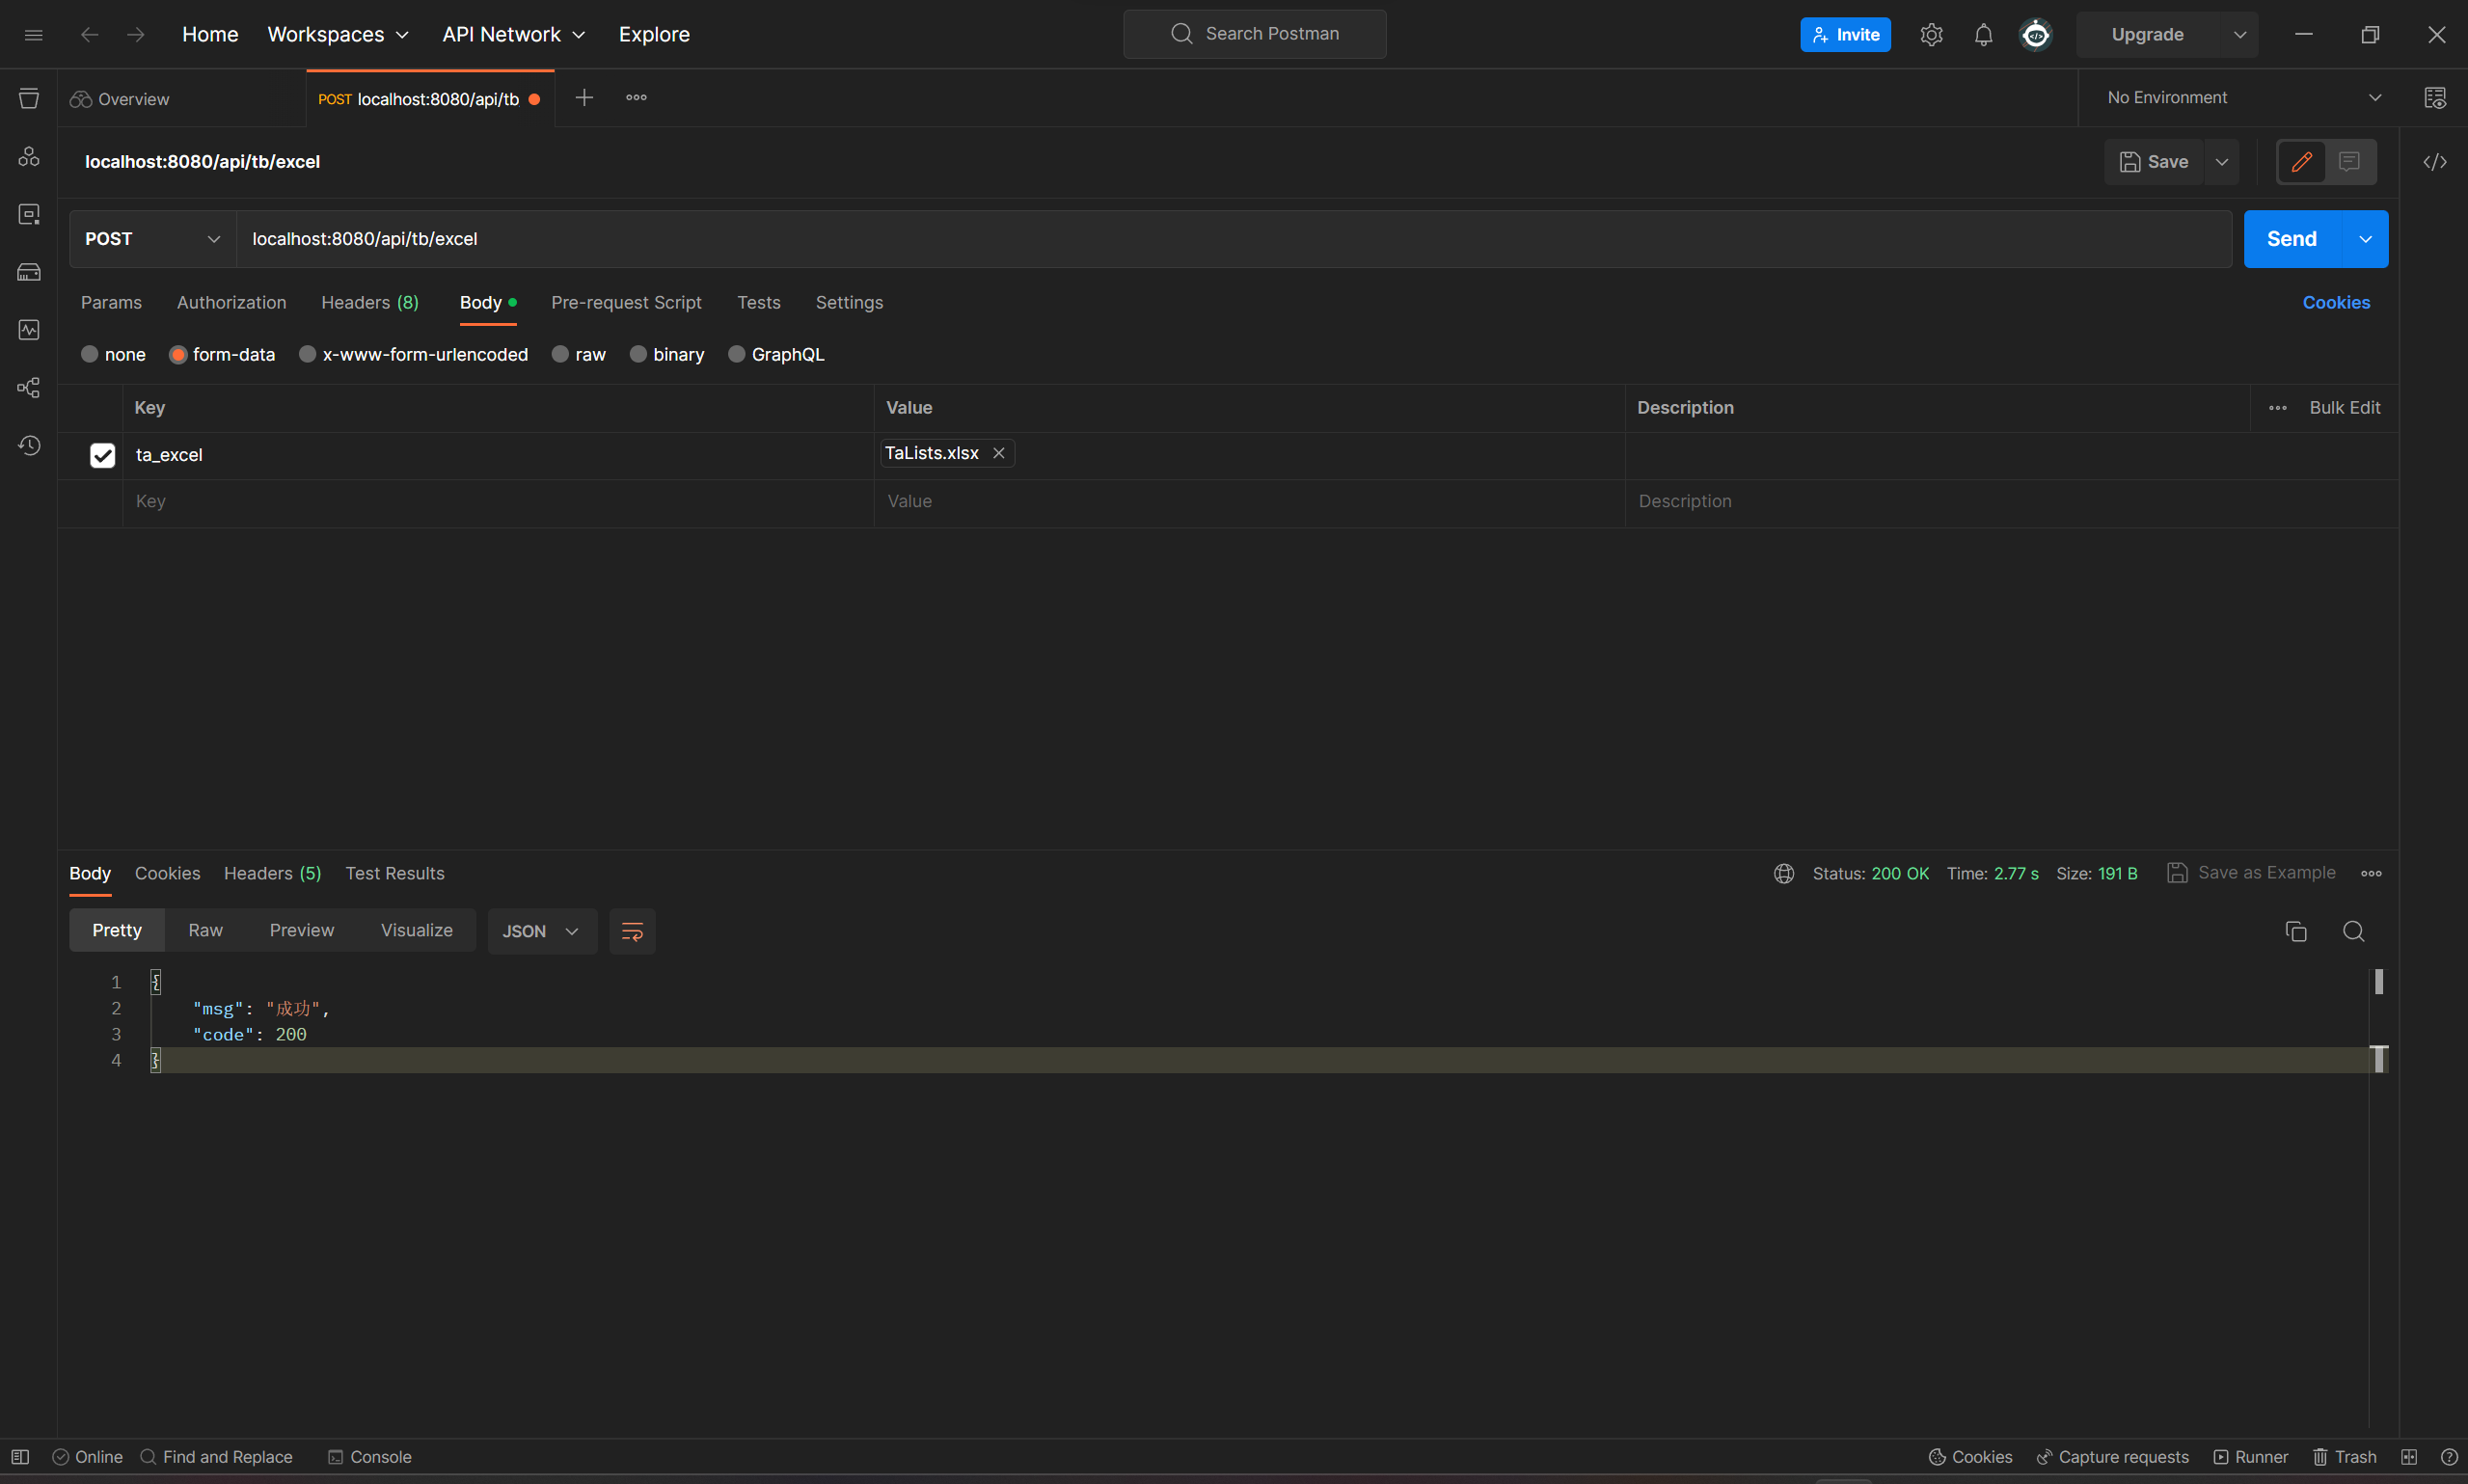 Home Workspaces API Network Explore Search Postman Invite Upgrade
Overview POST localhost:8080/api/tb No Environment
localhost:8080/api/tb/excel Save
POST localhost:8080/api/tb/excel Send
Params Authorization Headers (8) Body Pre-request Script Tests Settings Cookies
none form-data x-www-form-urlencoded raw binary GraphQL
Key Value Description Bulk Edit
ta_excel TaLists.xlsx
Key Value Description
Body Cookies Headers (5) Test Results Status: 200 OK Time: 2.77 s Size: 191 B Save as Example
Pretty Raw Preview Visualize JSON
1 {
2 "msg": "成功",
3 "code": 200
4 }
Online Find and Replace Console Cookies Capture requests Runner Trash